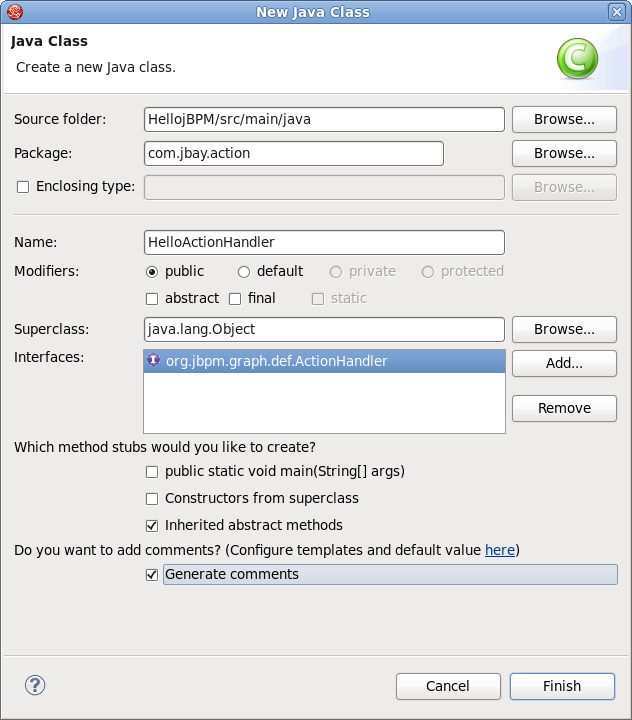 New Java Class
Java Class
Create a new Java class.
Source folder: HellojBPM/src/main/java Browse...
Package: com.jbay.action Browse...
Enclosing type: Browse...
Name: HelloActionHandler
Modifiers: public default private protected
abstract final static
Superclass: java.lang.Object Browse...
Interfaces: org.jbpm.graph.def.ActionHandler Add...
Remove
Which method stubs would you like to create?
public static void main(String[] args)
Constructors from superclass
Inherited abstract methods
Do you want to add comments? (Configure templates and default value here)
Generate comments
? Cancel Finish